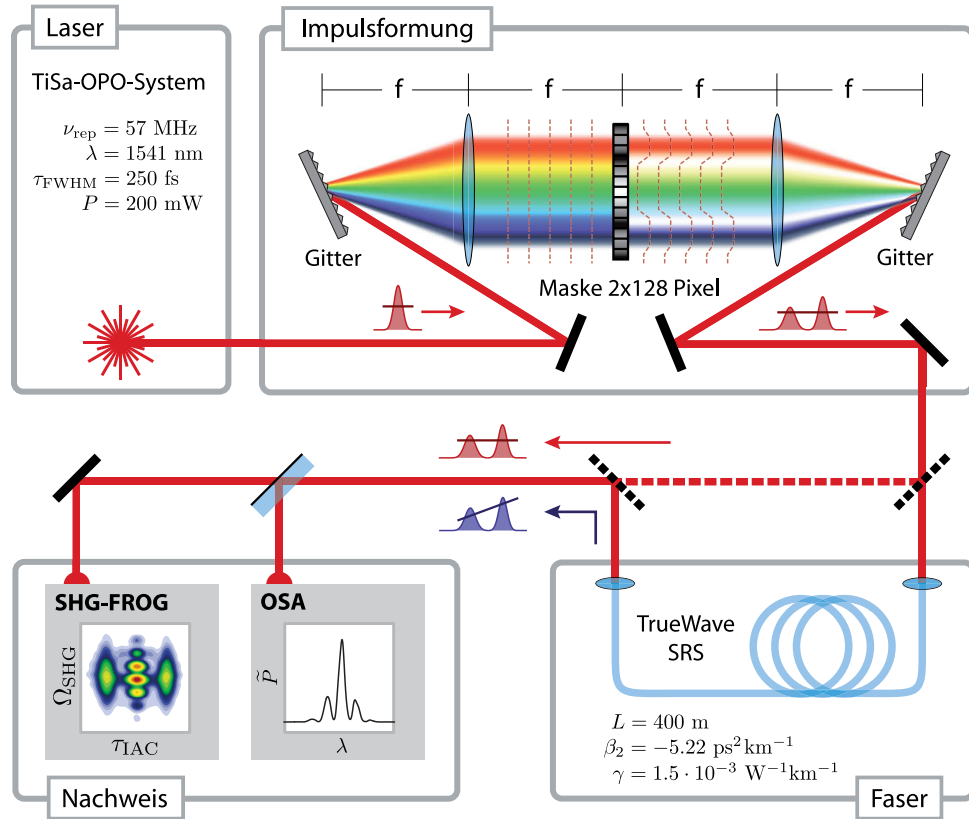 Laser
TiSa-OPO-System
ν_rep = 57 MHz
λ = 1541 nm
τ_FWHM = 250 fs
P = 200 mW
Impulsformung
f f f f
Gitter
Gitter
Maske 2x128 Pixel
SHG-FROG
Ω_SHG
τ_IAC
OSA
P̃
λ
Nachweis
TrueWave
SRS
L = 400 m
β₂ = −5.22 ps² km⁻¹
γ = 1.5 · 10⁻³ W⁻¹km⁻¹
Faser